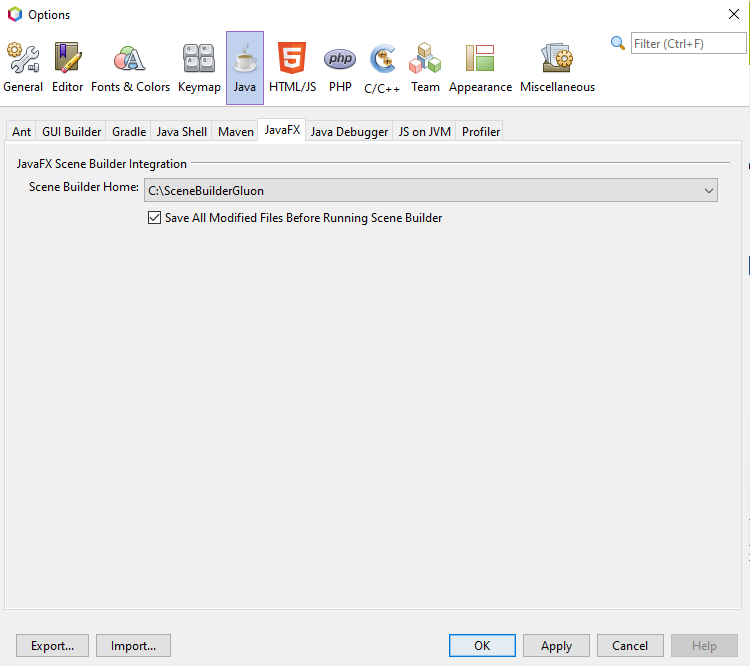 Options
Filter (Ctrl+F)
General Editor Fonts & Colors Keymap Java HTML/JS PHP C/C++ Team Appearance Miscellaneous
Ant GUI Builder Gradle Java Shell Maven JavaFX Java Debugger JS on JVM Profiler
JavaFX Scene Builder Integration
Scene Builder Home: C:\SceneBuilderGluon
Save All Modified Files Before Running Scene Builder
Export... Import... OK Apply Cancel Help